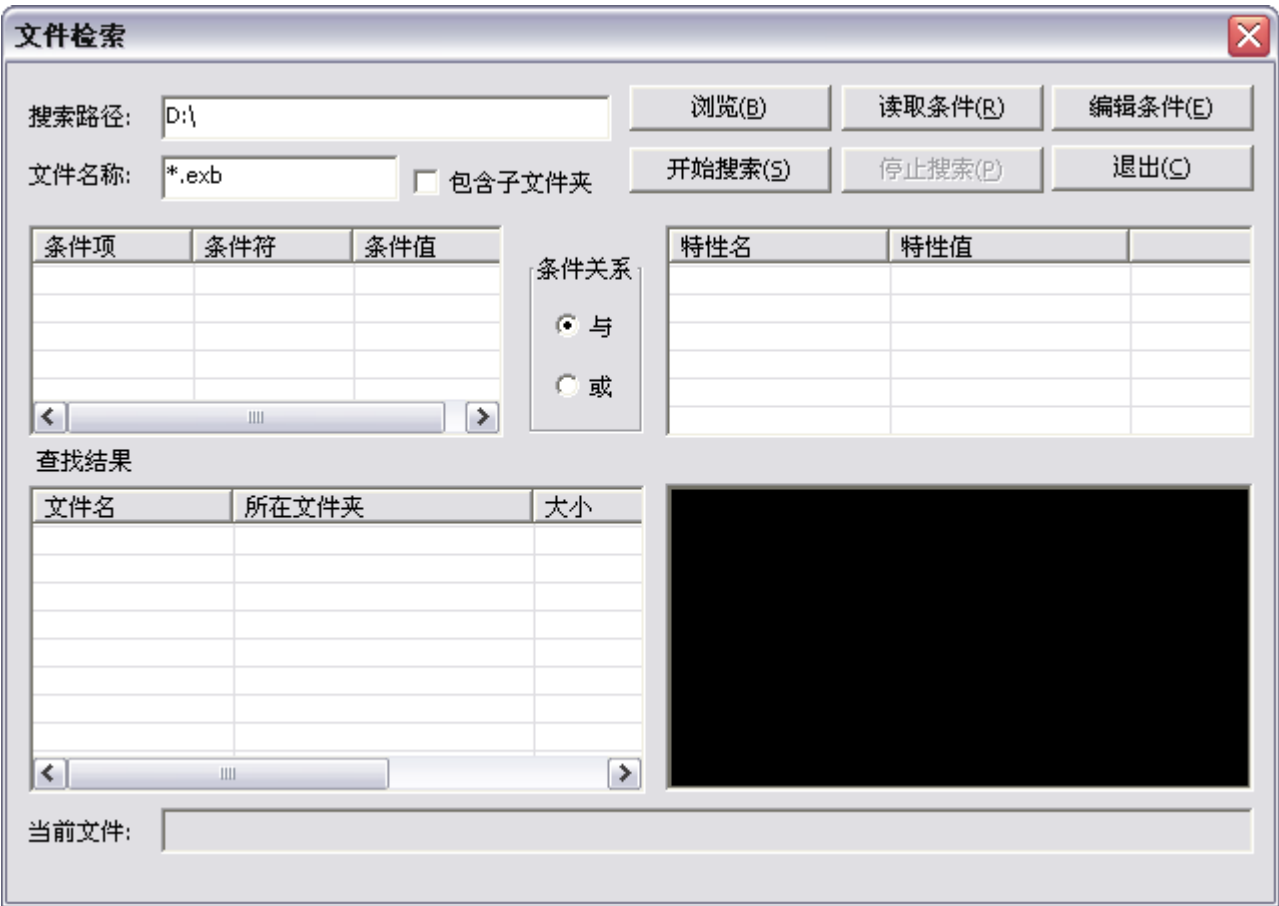 文件检索
搜索路径: D:\ 浏览(B) 读取条件(R) 编辑条件(E)
文件名称: *.exb 包含子文件夹 开始搜索(S) 停止搜索(P) 退出(C)
条件项 条件符 条件值 特性名 特性值
条件关系
与
或
查找结果
文件名 所在文件夹 大小
当前文件: